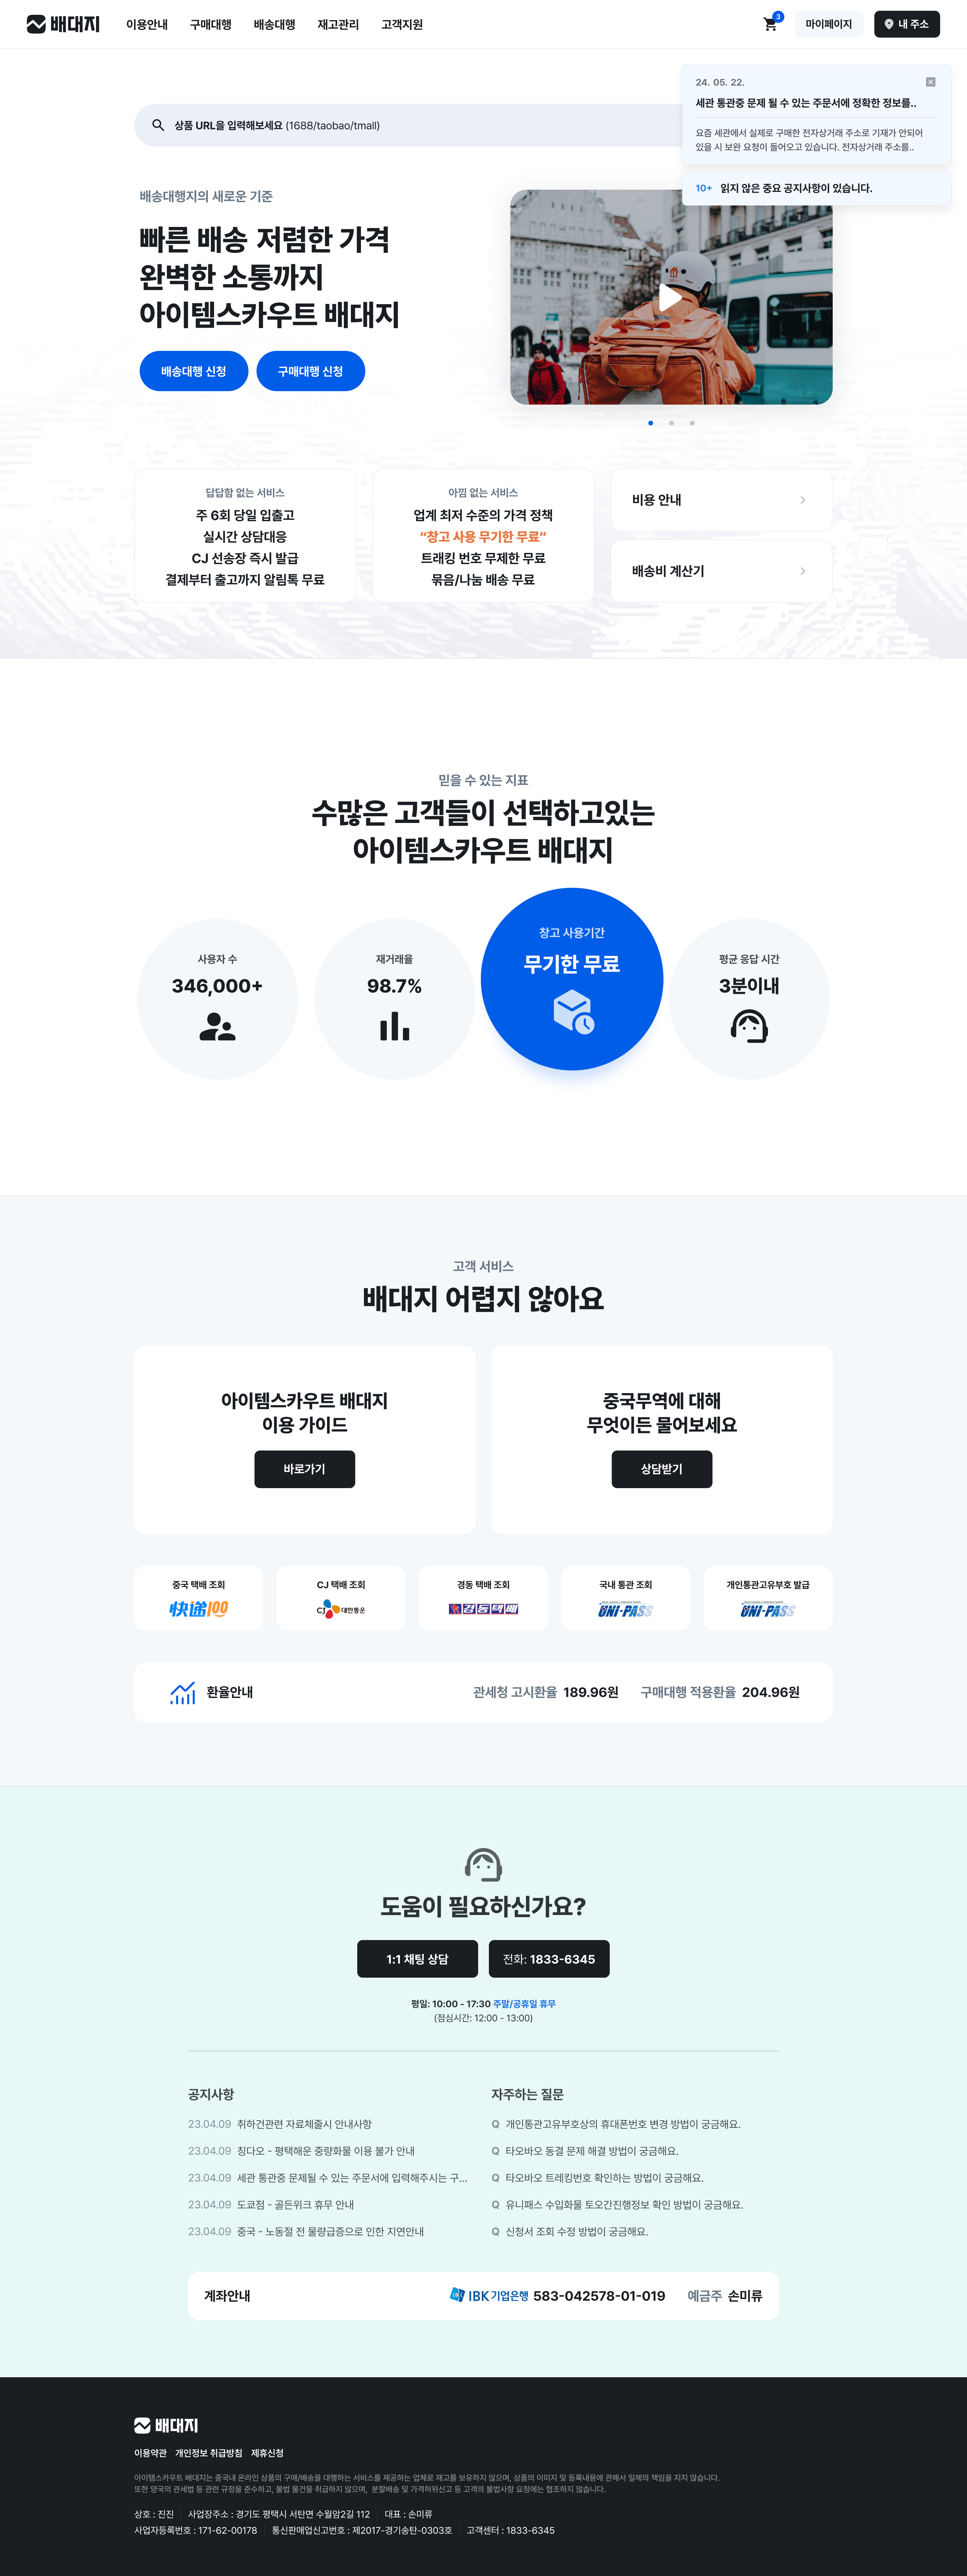 배대지
이용안내 구매대행 배송대행 재고관리 고객지원
3
마이페이지
내 주소
24. 05. 22.
세관 통관중 문제 될 수 있는 주문서에 정확한 정보를..
요즘 세관에서 실제로 구매한 전자상거래 주소로 기재가 안되어
있을 시 보완 요청이 들어오고 있습니다. 전자상거래 주소를..
10+ 읽지 않은 중요 공지사항이 있습니다.
상품 URL을 입력해보세요 (1688/taobao/tmall)
배송대행지의 새로운 기준
빠른 배송 저렴한 가격
완벽한 소통까지
아이템스카우트 배대지
배송대행 신청
구매대행 신청
답답함 없는 서비스
주 6회 당일 입출고
실시간 상담대응
CJ 선송장 즉시 발급
결제부터 출고까지 알림톡 무료
아낌 없는 서비스
업계 최저 수준의 가격 정책
“창고 사용 무기한 무료”
트래킹 번호 무제한 무료
묶음/나눔 배송 무료
비용 안내
배송비 계산기
믿을 수 있는 지표
수많은 고객들이 선택하고있는
아이템스카우트 배대지
사용자 수
346,000+
재거래율
98.7%
창고 사용기간
무기한 무료
평균 응답 시간
3분이내
고객 서비스
배대지 어렵지 않아요
아이템스카우트 배대지
이용 가이드
바로가기
중국무역에 대해
무엇이든 물어보세요
상담받기
중국 택배 조회
快递100
CJ 택배 조회
CJ 대한통운
경동 택배 조회
경동택배
국내 통관 조회
UNI-PASS
개인통관고유부호 발급
UNI-PASS
환율안내
관세청 고시환율 189.96원
구매대행 적용환율 204.96원
도움이 필요하신가요?
1:1 채팅 상담
전화: 1833-6345
평일: 10:00 - 17:30 주말/공휴일 휴무
(점심시간: 12:00 - 13:00)
공지사항
23.04.09 취하건관련 자료체출시 안내사항
23.04.09 칭다오 - 평택해운 중량화물 이용 불가 안내
23.04.09 세관 통관중 문제될 수 있는 주문서에 입력해주시는 구...
23.04.09 도쿄점 - 골든위크 휴무 안내
23.04.09 중국 - 노동절 전 물량급증으로 인한 지연안내
자주하는 질문
Q 개인통관고유부호상의 휴대폰번호 변경 방법이 궁금해요.
Q 타오바오 동결 문제 해결 방법이 궁금해요.
Q 타오바오 트레킹번호 확인하는 방법이 궁금해요.
Q 유니패스 수입화물 토오간진행정보 확인 방법이 궁금해요.
Q 신청서 조회 수정 방법이 궁금해요.
계좌안내
IBK기업은행 583-042578-01-019
예금주 손미류
배대지
이용약관 개인정보 취급방침 제휴신청
아이템스카우트 배대지는 중국내 온라인 상품의 구매/배송을 대행하는 서비스를 제공하는 업체로 재고를 보유하지 않으며, 상품의 이미지 및 등록내용에 관해서 일체의 책임을 지지 않습니다.
또한 양국의 관세법 등 관련 규정을 준수하고, 불법 물건을 취급하지 않으며, 분할배송 및 가격허위신고 등 고객의 불법사항 요청에는 협조하지 않습니다.
상호 : 진진 사업장주소 : 경기도 평택시 서탄면 수월암2길 112 대표 : 손미류
사업자등록번호 : 171-62-00178 통신판매업신고번호 : 제2017-경기송탄-0303호 고객센터 : 1833-6345